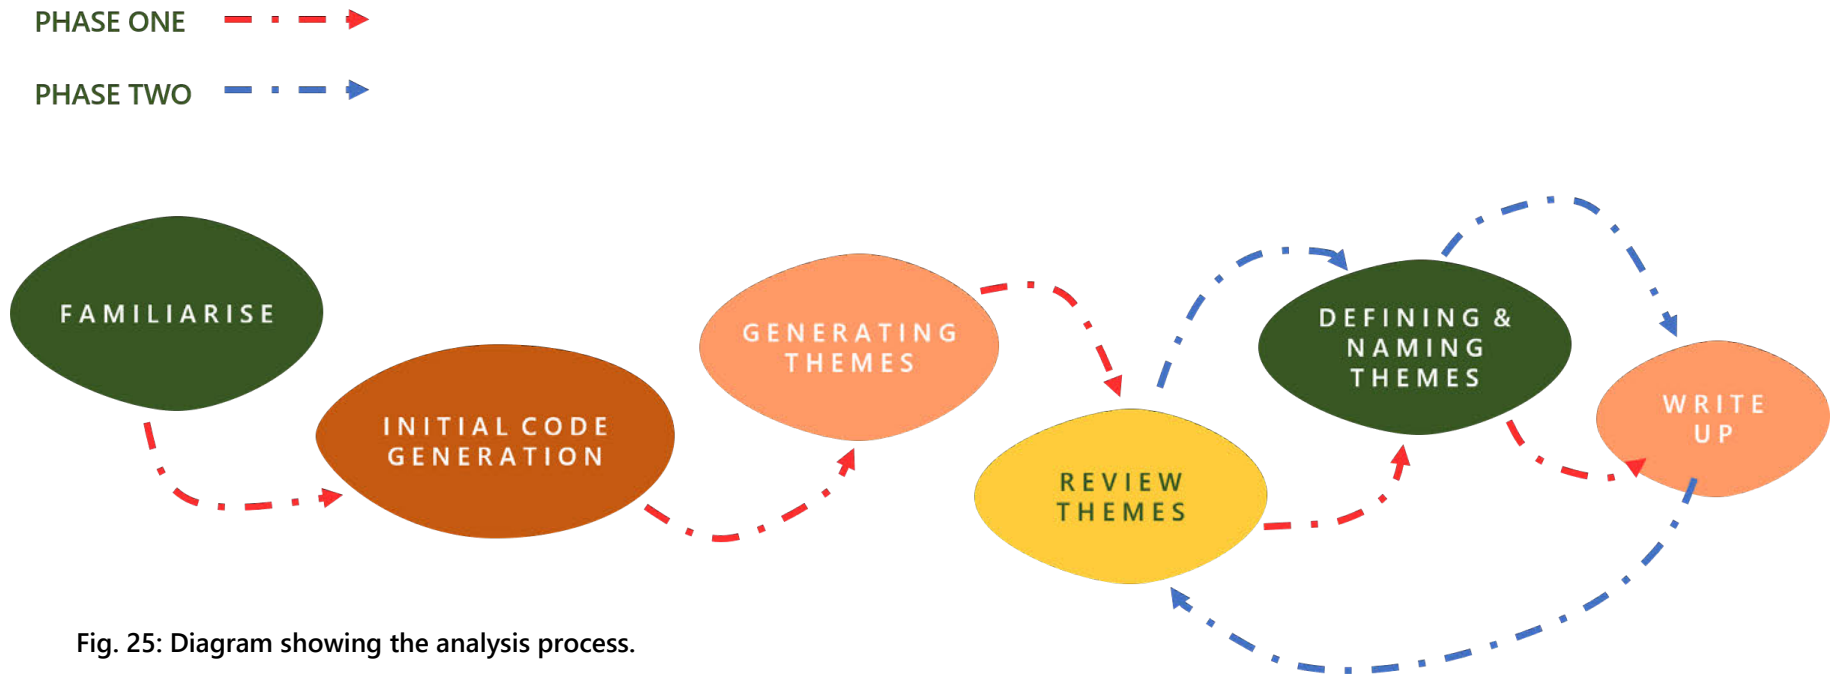 PHASE ONE
PHASE TWO
FAMILIARISE
INITIAL CODE
GENERATION
GENERATING
THEMES
REVIEW
THEMES
DEFINING &
NAMING
THEMES
WRITE
UP
Fig. 25: Diagram showing the analysis process.